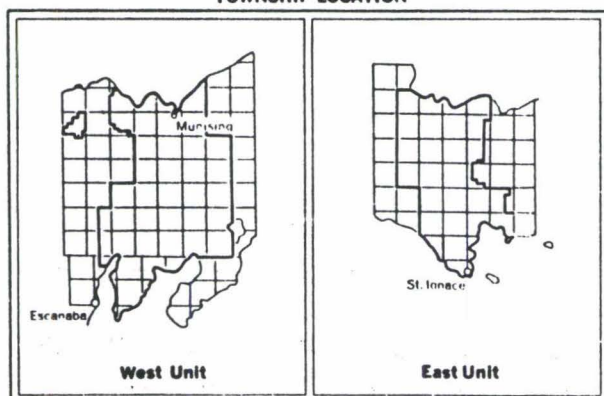 TOWNSHIP LOCATION
Munising
Escanaba
West Unit
St. Ignace
East Unit